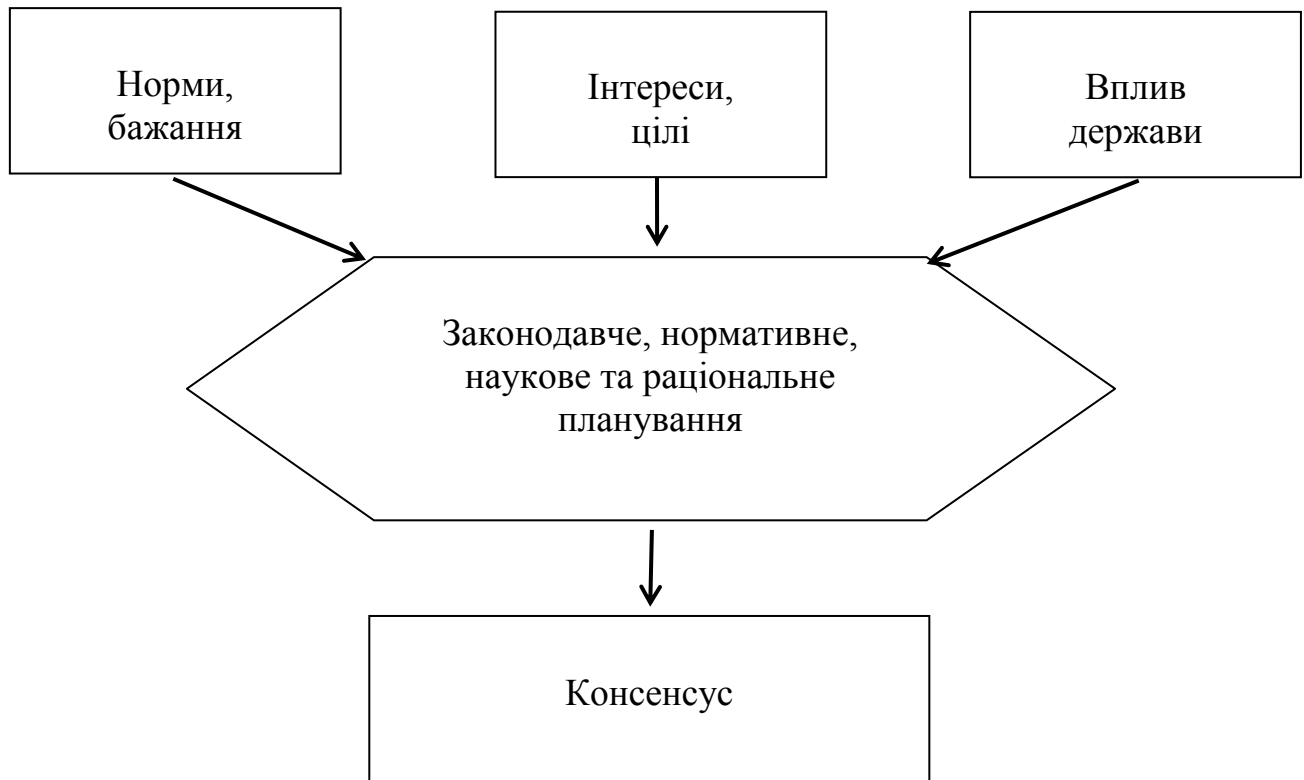 Норми,
бажання
Інтереси,
цілі
Вплив
держави
Законодавче, нормативне,
наукове та раціональне
планування
Консенсус